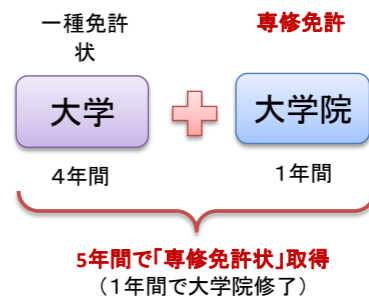 一種免許
状
専修免許
大学
大学院
4年間
1年間
5年間で｢専修免許状｣取得
（1年間で大学院修了）